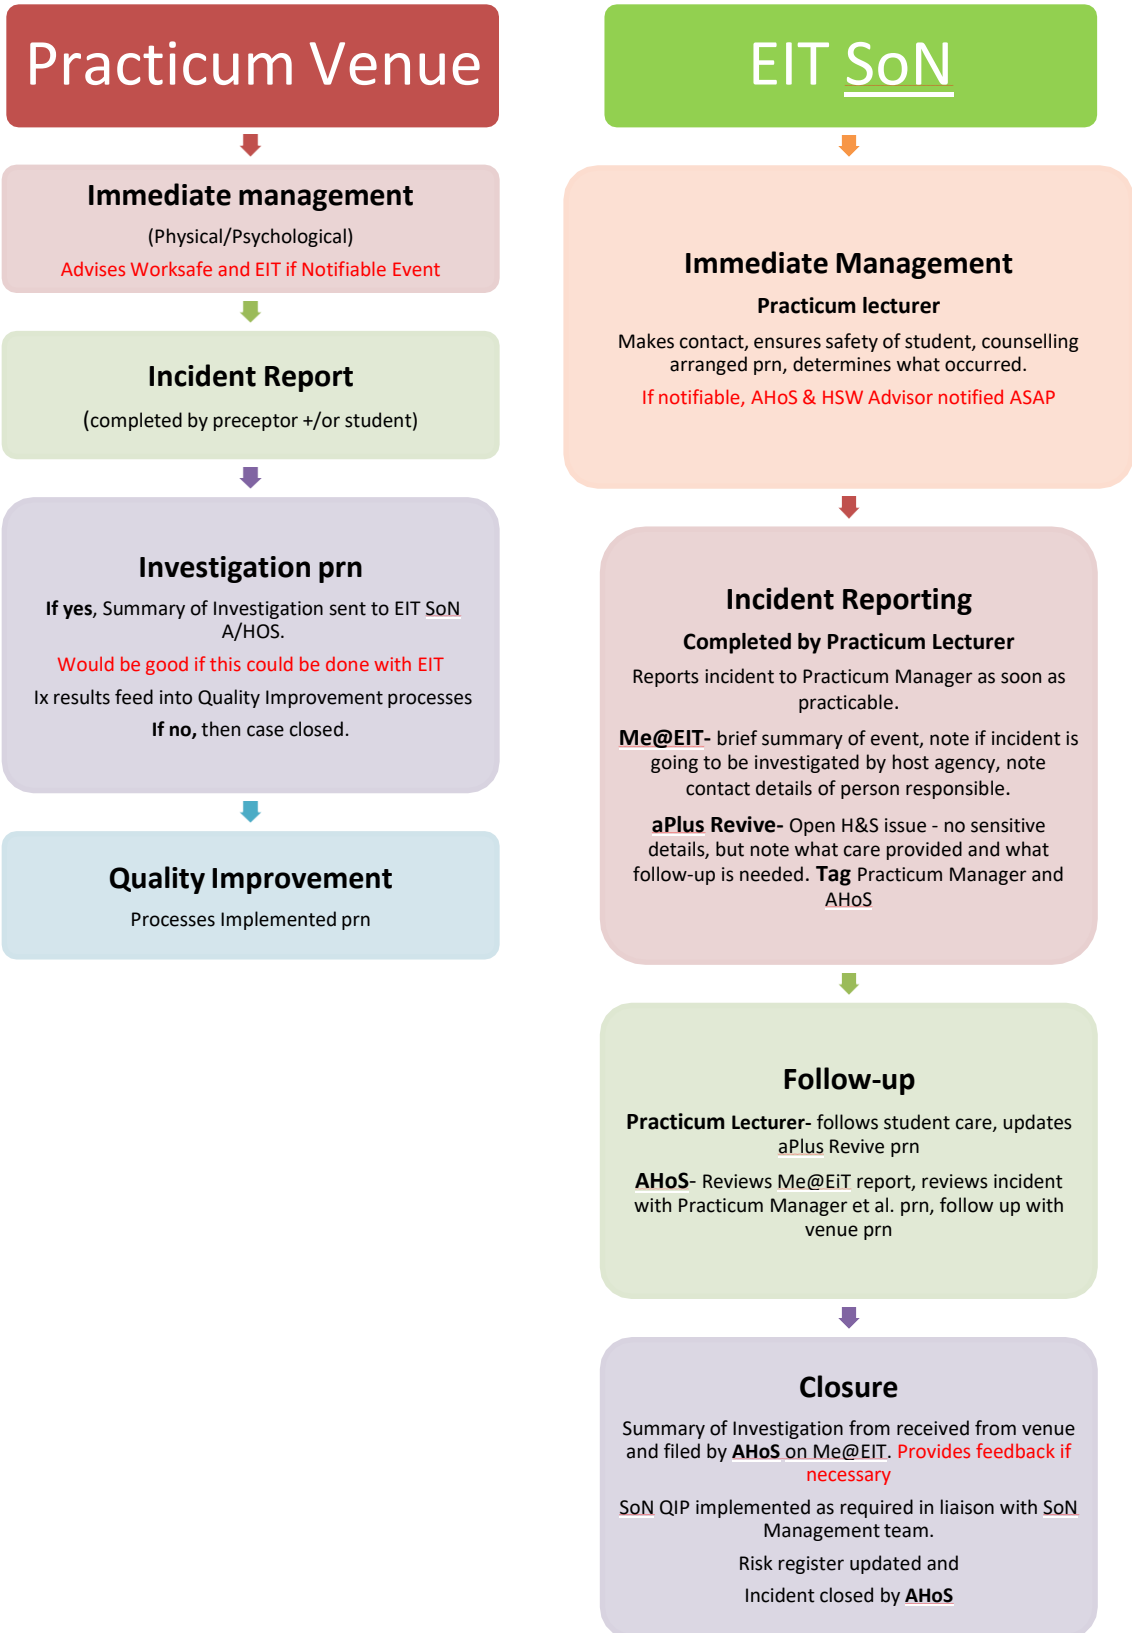 Practicum Venue
Immediate management
(Physical/Psychological)
Advises Worksafe and EIT if Notifiable Event
Incident Report
(completed by preceptor +/or student)
Investigation prn
If yes, Summary of Investigation sent to EIT SoN
A/HOS.
Would be good if this could be done with EIT
Ix results feed into Quality Improvement processes
If no, then case closed.
Quality Improvement
Processes Implemented prn
EIT SoN
Immediate Management
Practicum lecturer
Makes contact, ensures safety of student, counselling
arranged prn, determines what occurred.
If notifiable, AHoS & HSW Advisor notified ASAP
Incident Reporting
Completed by Practicum Lecturer
Reports incident to Practicum Manager as soon as
practicable.
Me@EIT- brief summary of event, note if incident is
going to be investigated by host agency, note
contact details of person responsible.
aPlus Revive- Open H&S issue - no sensitive
details, but note what care provided and what
follow-up is needed. Tag Practicum Manager and
AHoS
Follow-up
Practicum Lecturer- follows student care, updates
aPlus Revive prn
AHoS- Reviews Me@EiT report, reviews incident
with Practicum Manager et al. prn, follow up with
venue prn
Closure
Summary of Investigation from received from venue
and filed by AHoS on Me@EIT. Provides feedback if
necessary
SoN QIP implemented as required in liaison with SoN
Management team.
Risk register updated and
Incident closed by AHoS